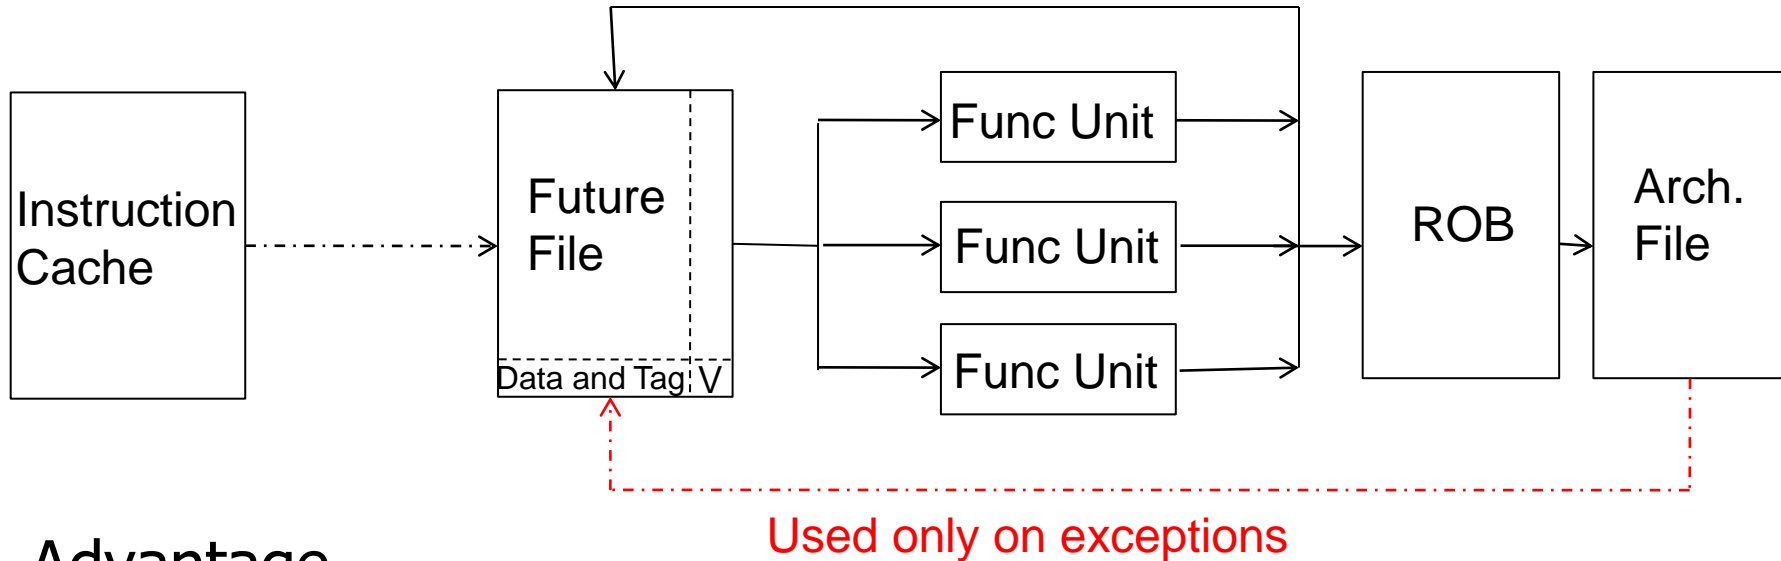 Instruction
Cache
Future
File
Data and Tag
V
Func Unit
Func Unit
Func Unit
ROB
Arch.
File
Used only on exceptions
Advantage